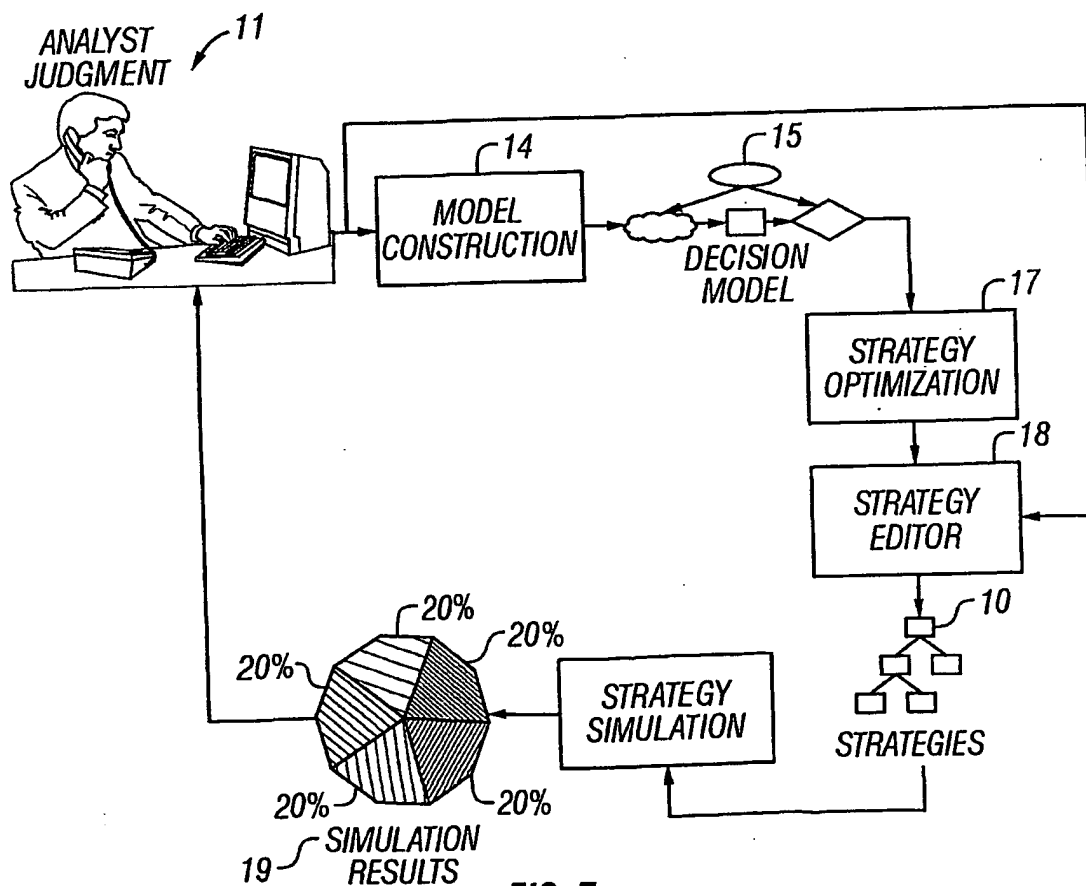 ANALYST
JUDGMENT
11
14
MODEL
CONSTRUCTION
15
DECISION
MODEL
17
STRATEGY
OPTIMIZATION
18
STRATEGY
EDITOR
10
STRATEGIES
STRATEGY
SIMULATION
20%
20%
20%
20%
20%
19
SIMULATION
RESULTS